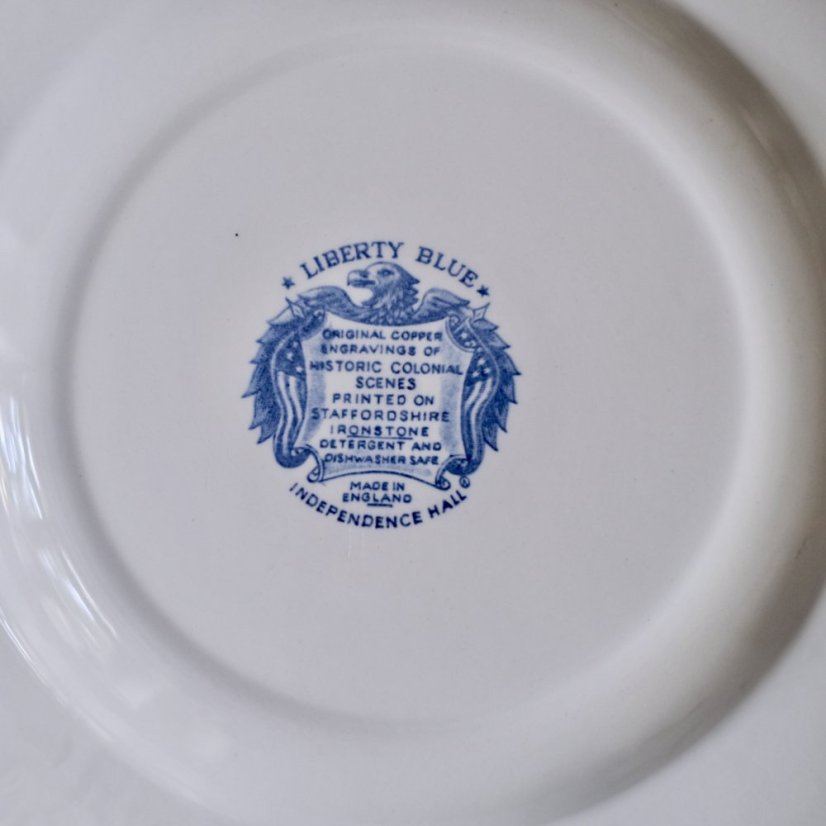 LIBERTY BLUE
ORIGINAL COPPER
ENGRAVINGS OF
HISTORIC COLONIAL
SCENES
PRINTED ON
STAFFORDSHIRE
IRONSTONE
DETERGENT AND
DISHWASHER SAFE
MADE IN
ENGLAND
INDEPENDENCE HALL®